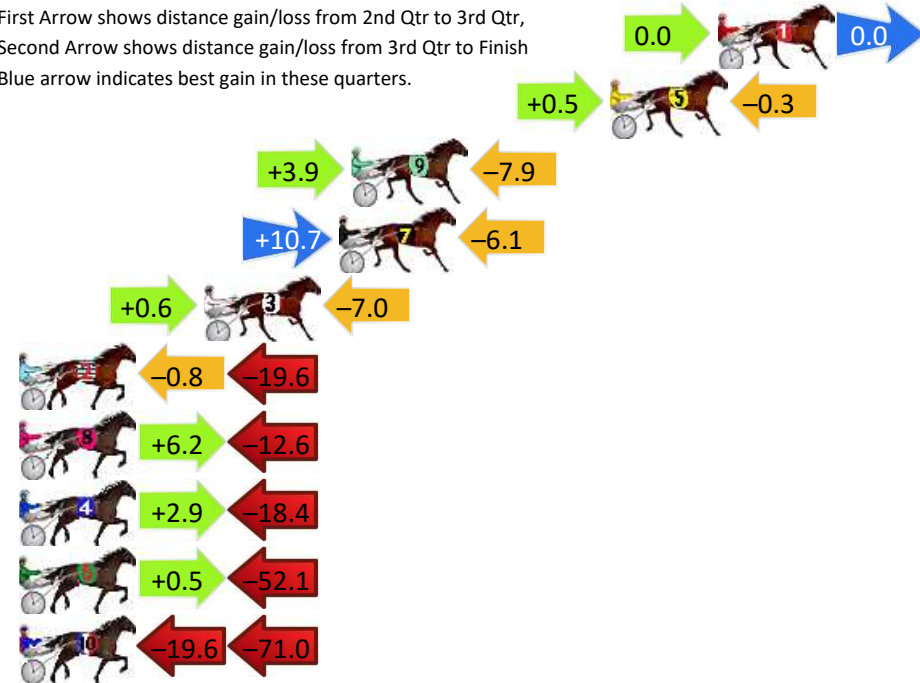 First Arrow shows distance gain/loss from 2nd Qtr to 3rd Qtr,
Second Arrow shows distance gain/loss from 3rd Qtr to Finish
Blue arrow indicates best gain in these quarters.
0.0 1 0.0
+0.5 5 –0.3
+3.9 9 –7.9
+10.7 7 –6.1
+0.6 3 –7.0
2 –0.8 –19.6
8 +6.2 –12.6
4 +2.9 –18.4
+0.5 –52.1
10 –19.6 –71.0